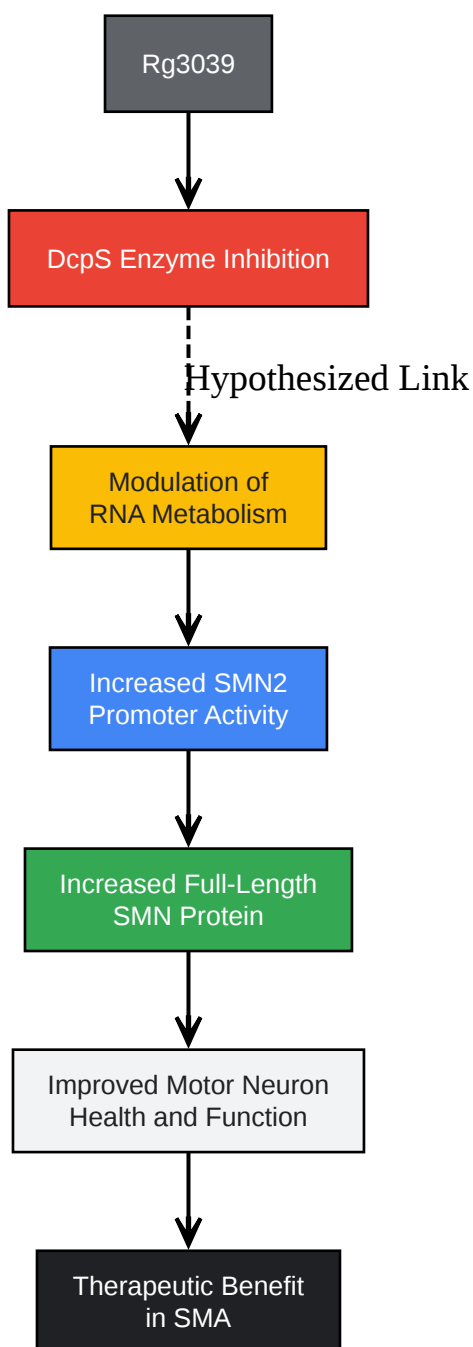 Rg3039
DcpS Enzyme Inhibition
Hypothesized Link
Modulation of
RNA Metabolism
Increased SMN2
Promoter Activity
Increased Full-Length
SMN Protein
Improved Motor Neuron
Health and Function
Therapeutic Benefit
in SMA